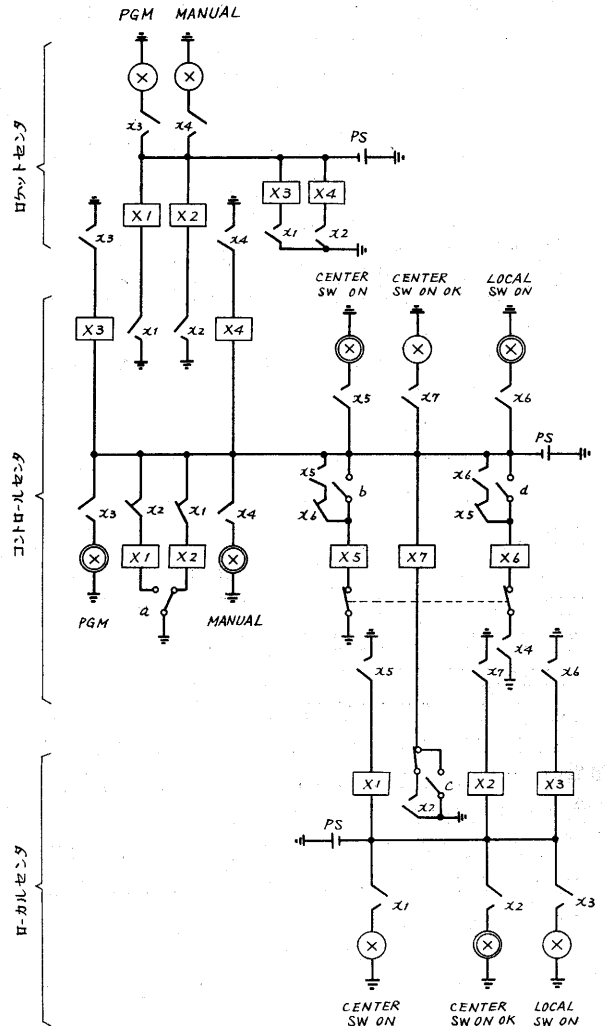 PGM MANUAL
x3 x4
PS
ロケットセンタ
X1 X2 X3 X4
x3 x4 x1 x2
CENTER SW ON
CENTER SW ON OK
LOCAL SW ON
X3 x1 x2 X4
x5 x7 x6
PS
コントロールセンタ
x3 x2 x1 x4
x5 b x6 d
x6 x5
X1 X2 X5 X7 X6
a
PGM MANUAL
x4
x5 x7 x6
ローカルセンタ
X1 C X2 X3
x7
PS
x1 x2 x3
CENTER SW ON
CENTER SW ON OK
LOCAL SW ON